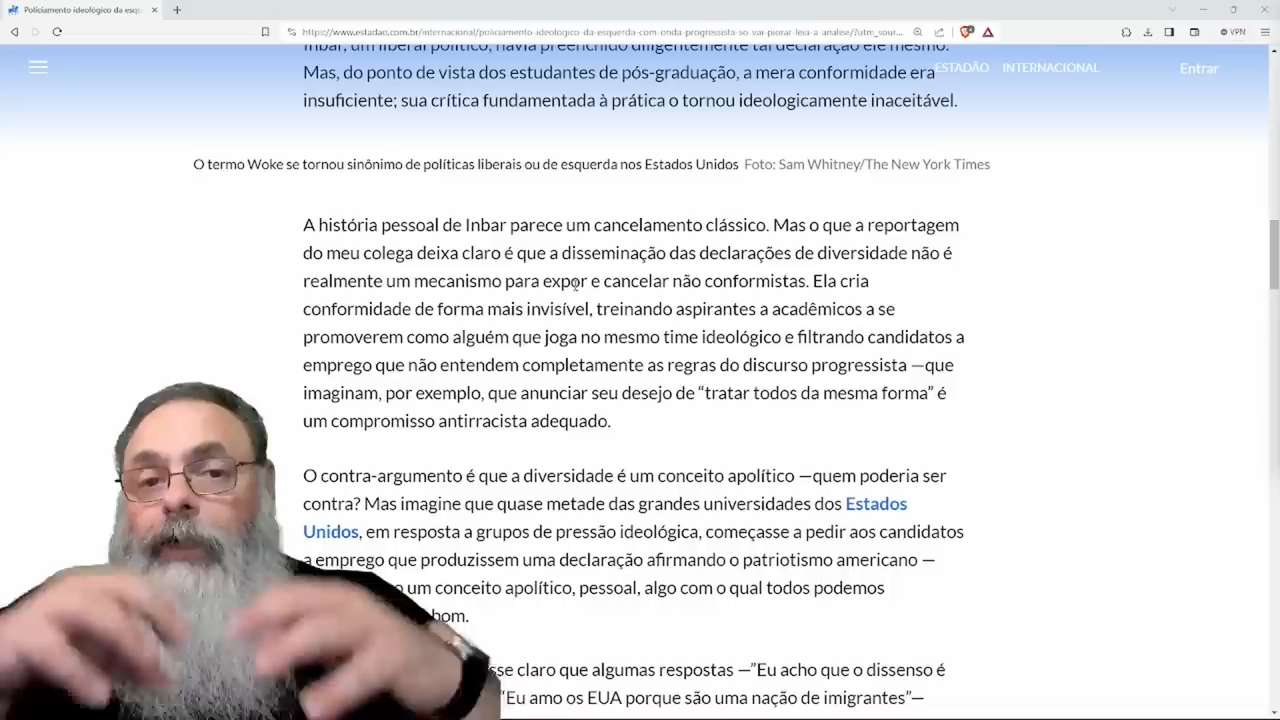 Policiamento ideológico da esqu
https://www.estadao.com.br/internacional/policiamento-ideologico-da-esquerda-com-onda-progressista-so-vai-piorar-leia-a-analise/?utm_sour...
VPN
Inbar, um liberal político, havia preenchido diligentemente tal declaração ele mesmo.
ESTADÃO INTERNACIONAL Entrar
Mas, do ponto de vista dos estudantes de pós-graduação, a mera conformidade era
insuficiente; sua crítica fundamentada à prática o tornou ideologicamente inaceitável.
O termo Woke se tornou sinônimo de políticas liberais ou de esquerda nos Estados Unidos Foto: Sam Whitney/The New York Times
A história pessoal de Inbar parece um cancelamento clássico. Mas o que a reportagem
do meu colega deixa claro é que a disseminação das declarações de diversidade não é
realmente um mecanismo para expor e cancelar não conformistas. Ela cria
conformidade de forma mais invisível, treinando aspirantes a acadêmicos a se
promoverem como alguém que joga no mesmo time ideológico e filtrando candidatos a
emprego que não entendem completamente as regras do discurso progressista —que
imaginam, por exemplo, que anunciar seu desejo de “tratar todos da mesma forma” é
um compromisso antirracista adequado.
O contra-argumento é que a diversidade é um conceito apolítico —quem poderia ser
contra? Mas imagine que quase metade das grandes universidades dos Estados
Unidos, em resposta a grupos de pressão ideológica, começasse a pedir aos candidatos
a emprego que produzissem uma declaração afirmando o patriotismo americano —
um conceito apolítico, pessoal, algo com o qual todos podemos
bom.
claro que algumas respostas —”Eu acho que o dissenso é
“Eu amo os EUA porque são uma nação de imigrantes”—